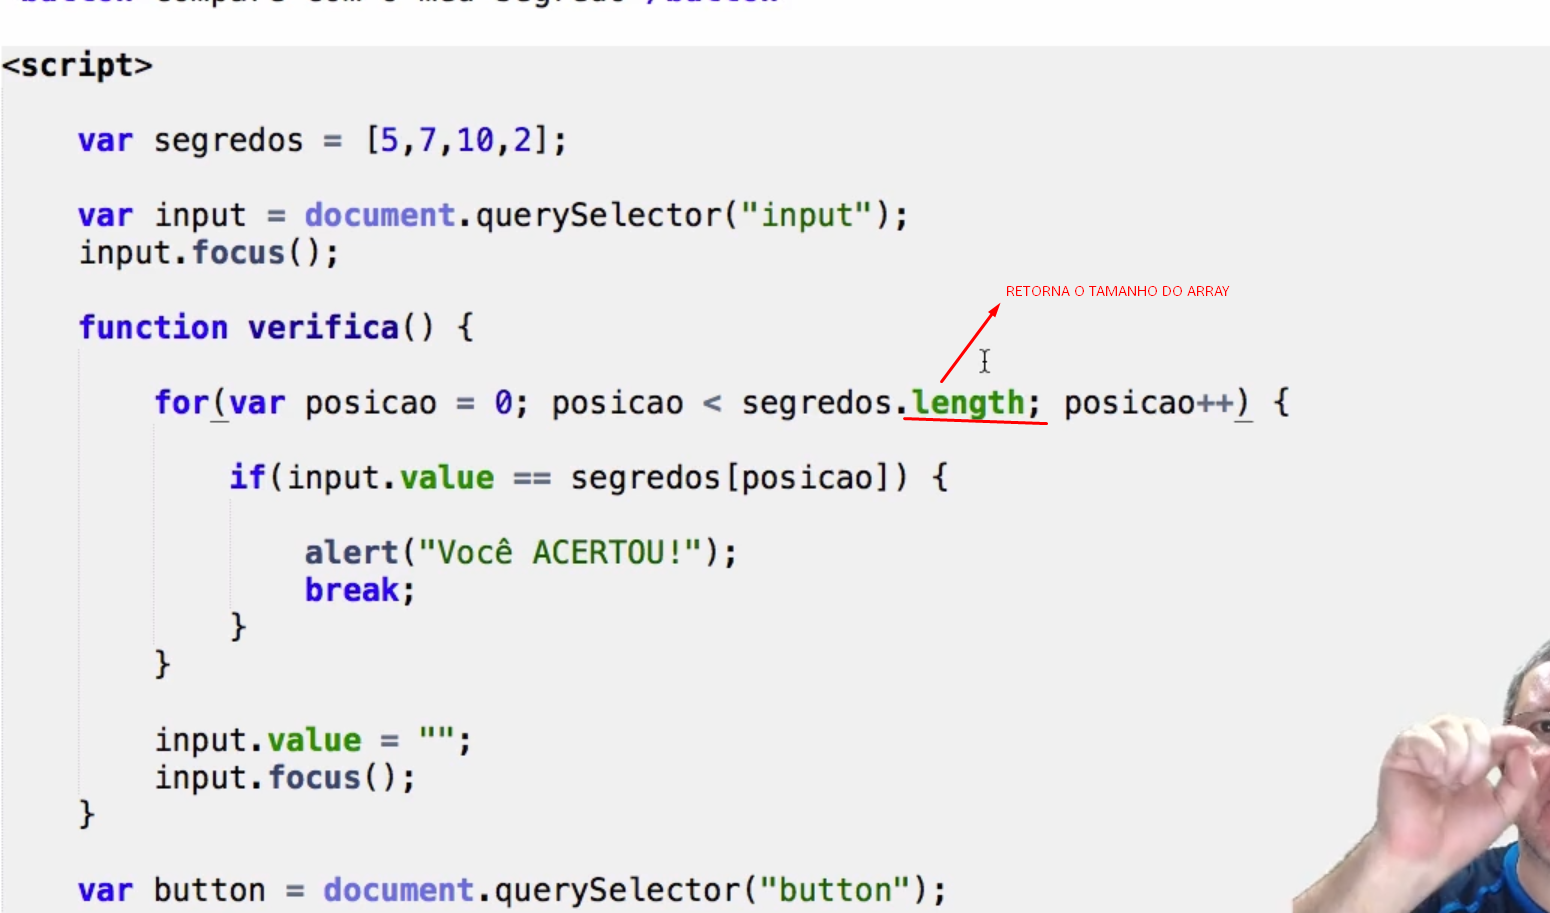 <script>
var segredos = [5,7,10,2];
var input = document.querySelector("input");
input.focus();
RETORNA O TAMANHO DO ARRAY
function verifica() {
for(var posicao = 0; posicao < segredos.length; posicao++) {
if(input.value == segredos[posicao]) {
alert("Você ACERTOU!");
break;
}
}
input.value = "";
input.focus();
}
var button = document.querySelector("button");